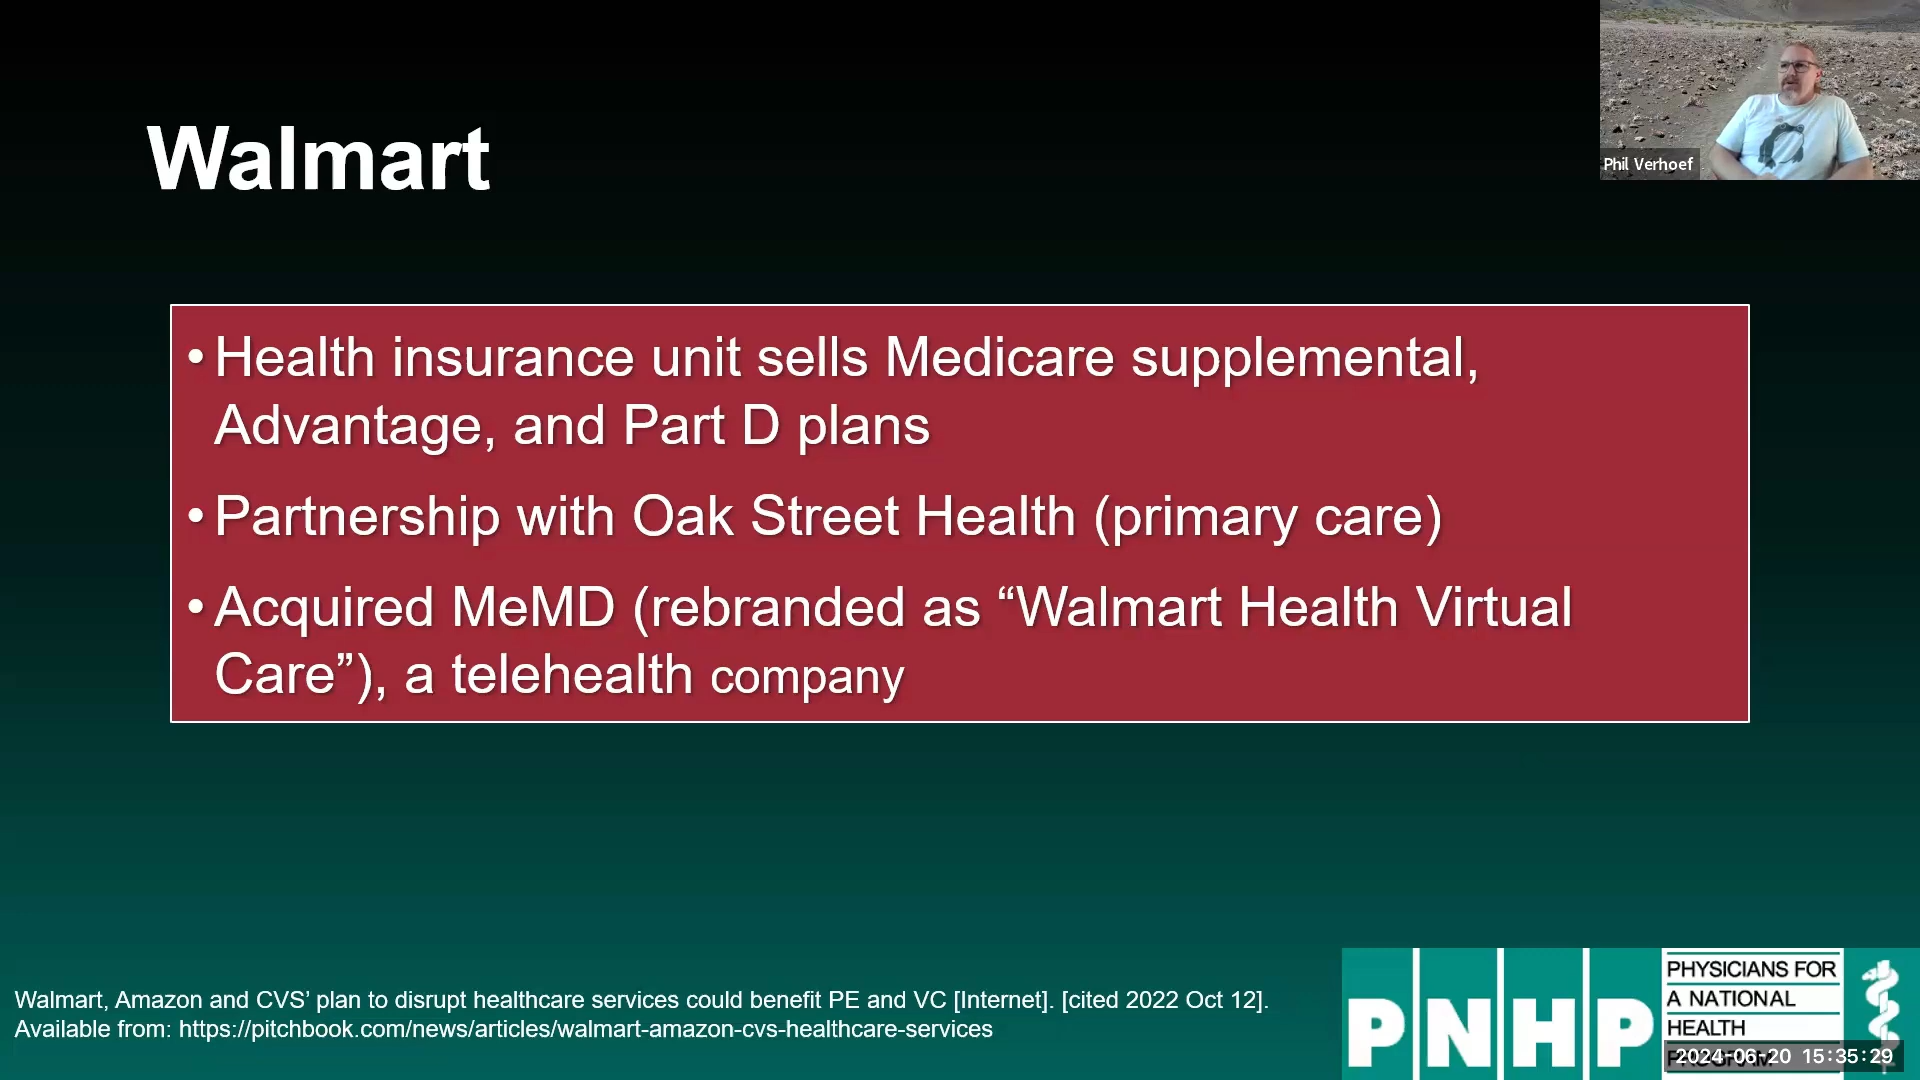 Walmart
Phil Verhoef
• Health insurance unit sells Medicare supplemental,
Advantage, and Part D plans
• Partnership with Oak Street Health (primary care)
• Acquired MeMD (rebranded as “Walmart Health Virtual
Care”), a telehealth company
Walmart, Amazon and CVS’ plan to disrupt healthcare services could benefit PE and VC [Internet]. [cited 2022 Oct 12].
Available from: https://pitchbook.com/news/articles/walmart-amazon-cvs-healthcare-services
PNHP
PHYSICIANS FOR
A NATIONAL
HEALTH
PROGRAM
2024-06-20 15:35:29